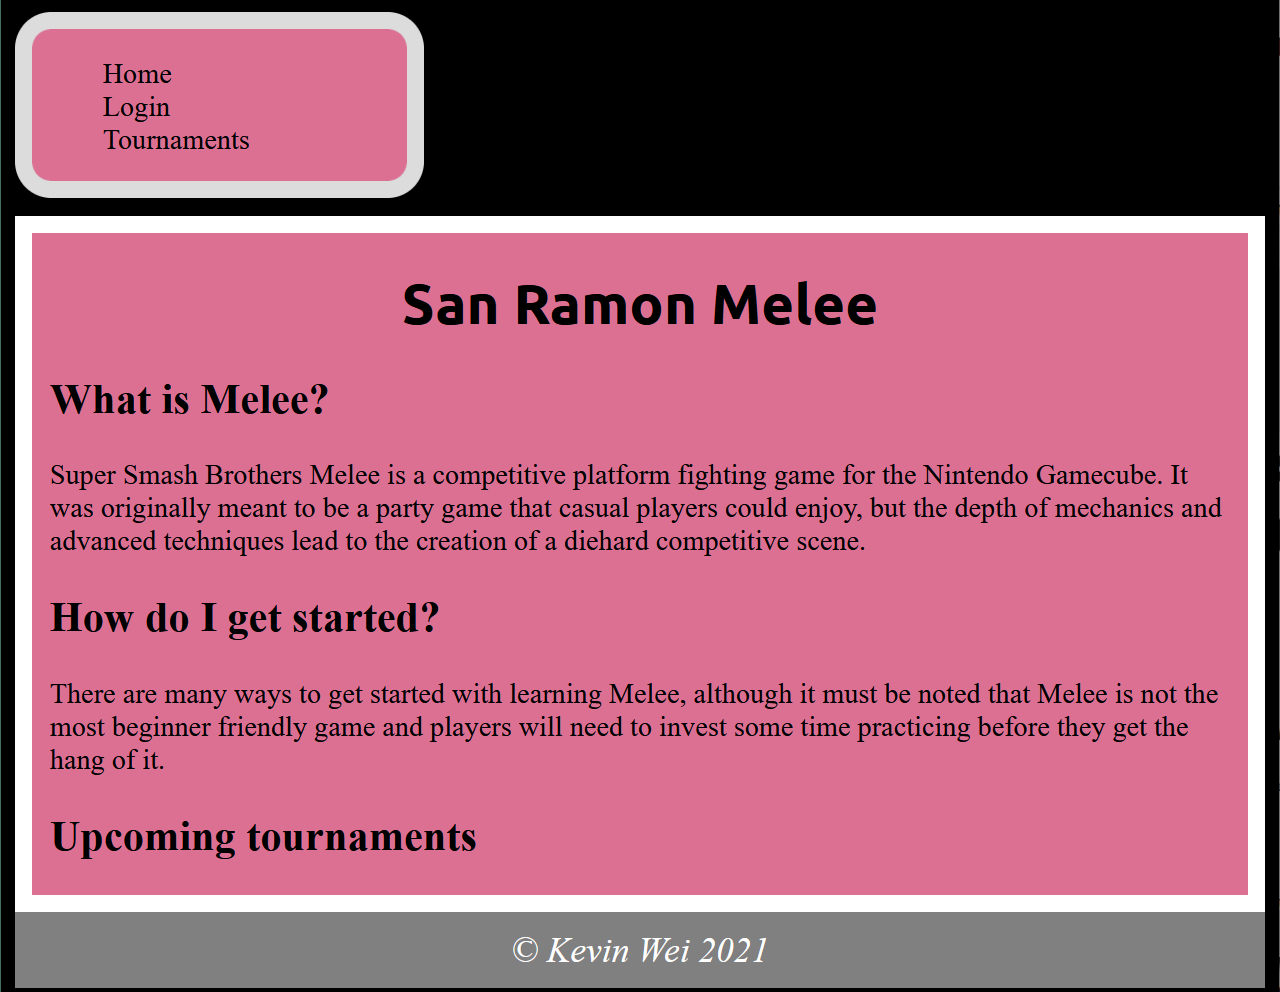 Home
Login
Tournaments
San Ramon Melee
What is Melee?
Super Smash Brothers Melee is a competitive platform fighting game for the Nintendo Gamecube. It
was originally meant to be a party game that casual players could enjoy, but the depth of mechanics and
advanced techniques lead to the creation of a diehard competitive scene.
How do I get started?
There are many ways to get started with learning Melee, although it must be noted that Melee is not the
most beginner friendly game and players will need to invest some time practicing before they get the
hang of it.
Upcoming tournaments
© Kevin Wei 2021